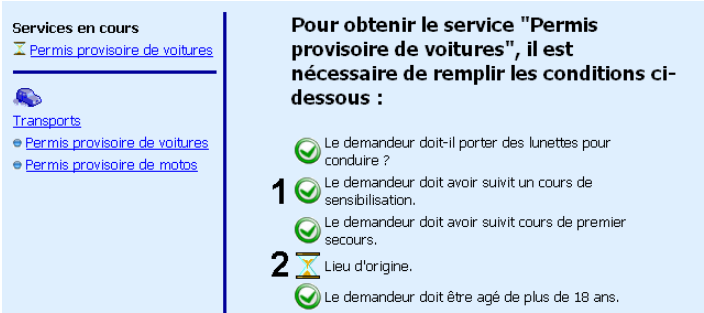 Services en cours
Permis provisoire de voitures
Transports
Permis provisoire de voitures
Permis provisoire de motos
Pour obtenir le service "Permis
provisoire de voitures", il est
nécessaire de remplir les conditions ci-
dessous :
Le demandeur doit-il porter des lunettes pour
conduire ?
1 Le demandeur doit avoir suivit un cours de
sensibilisation.
Le demandeur doit avoir suivit cours de premier
secours.
2 Lieu d'origine.
Le demandeur doit être agé de plus de 18 ans.